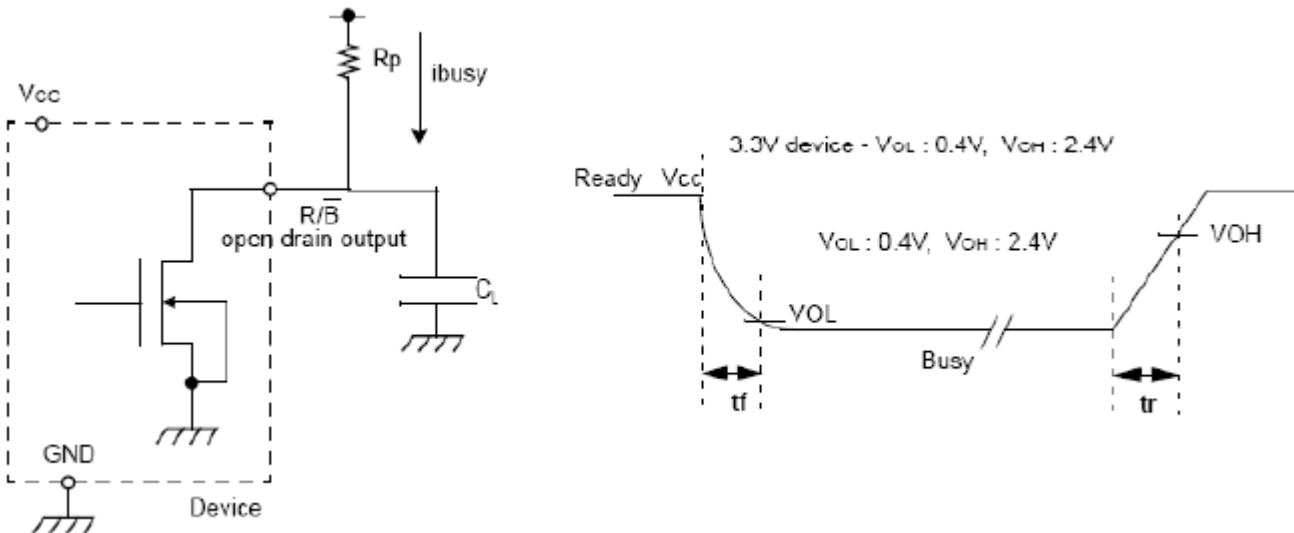 Rp
ibusy
Vcc
R/B̅
open drain output
CL
GND
Device
3.3V device - VOL : 0.4V, VOH : 2.4V
Ready Vcc
VOL : 0.4V, VOH : 2.4V
VOH
VOL
Busy
tf
tr